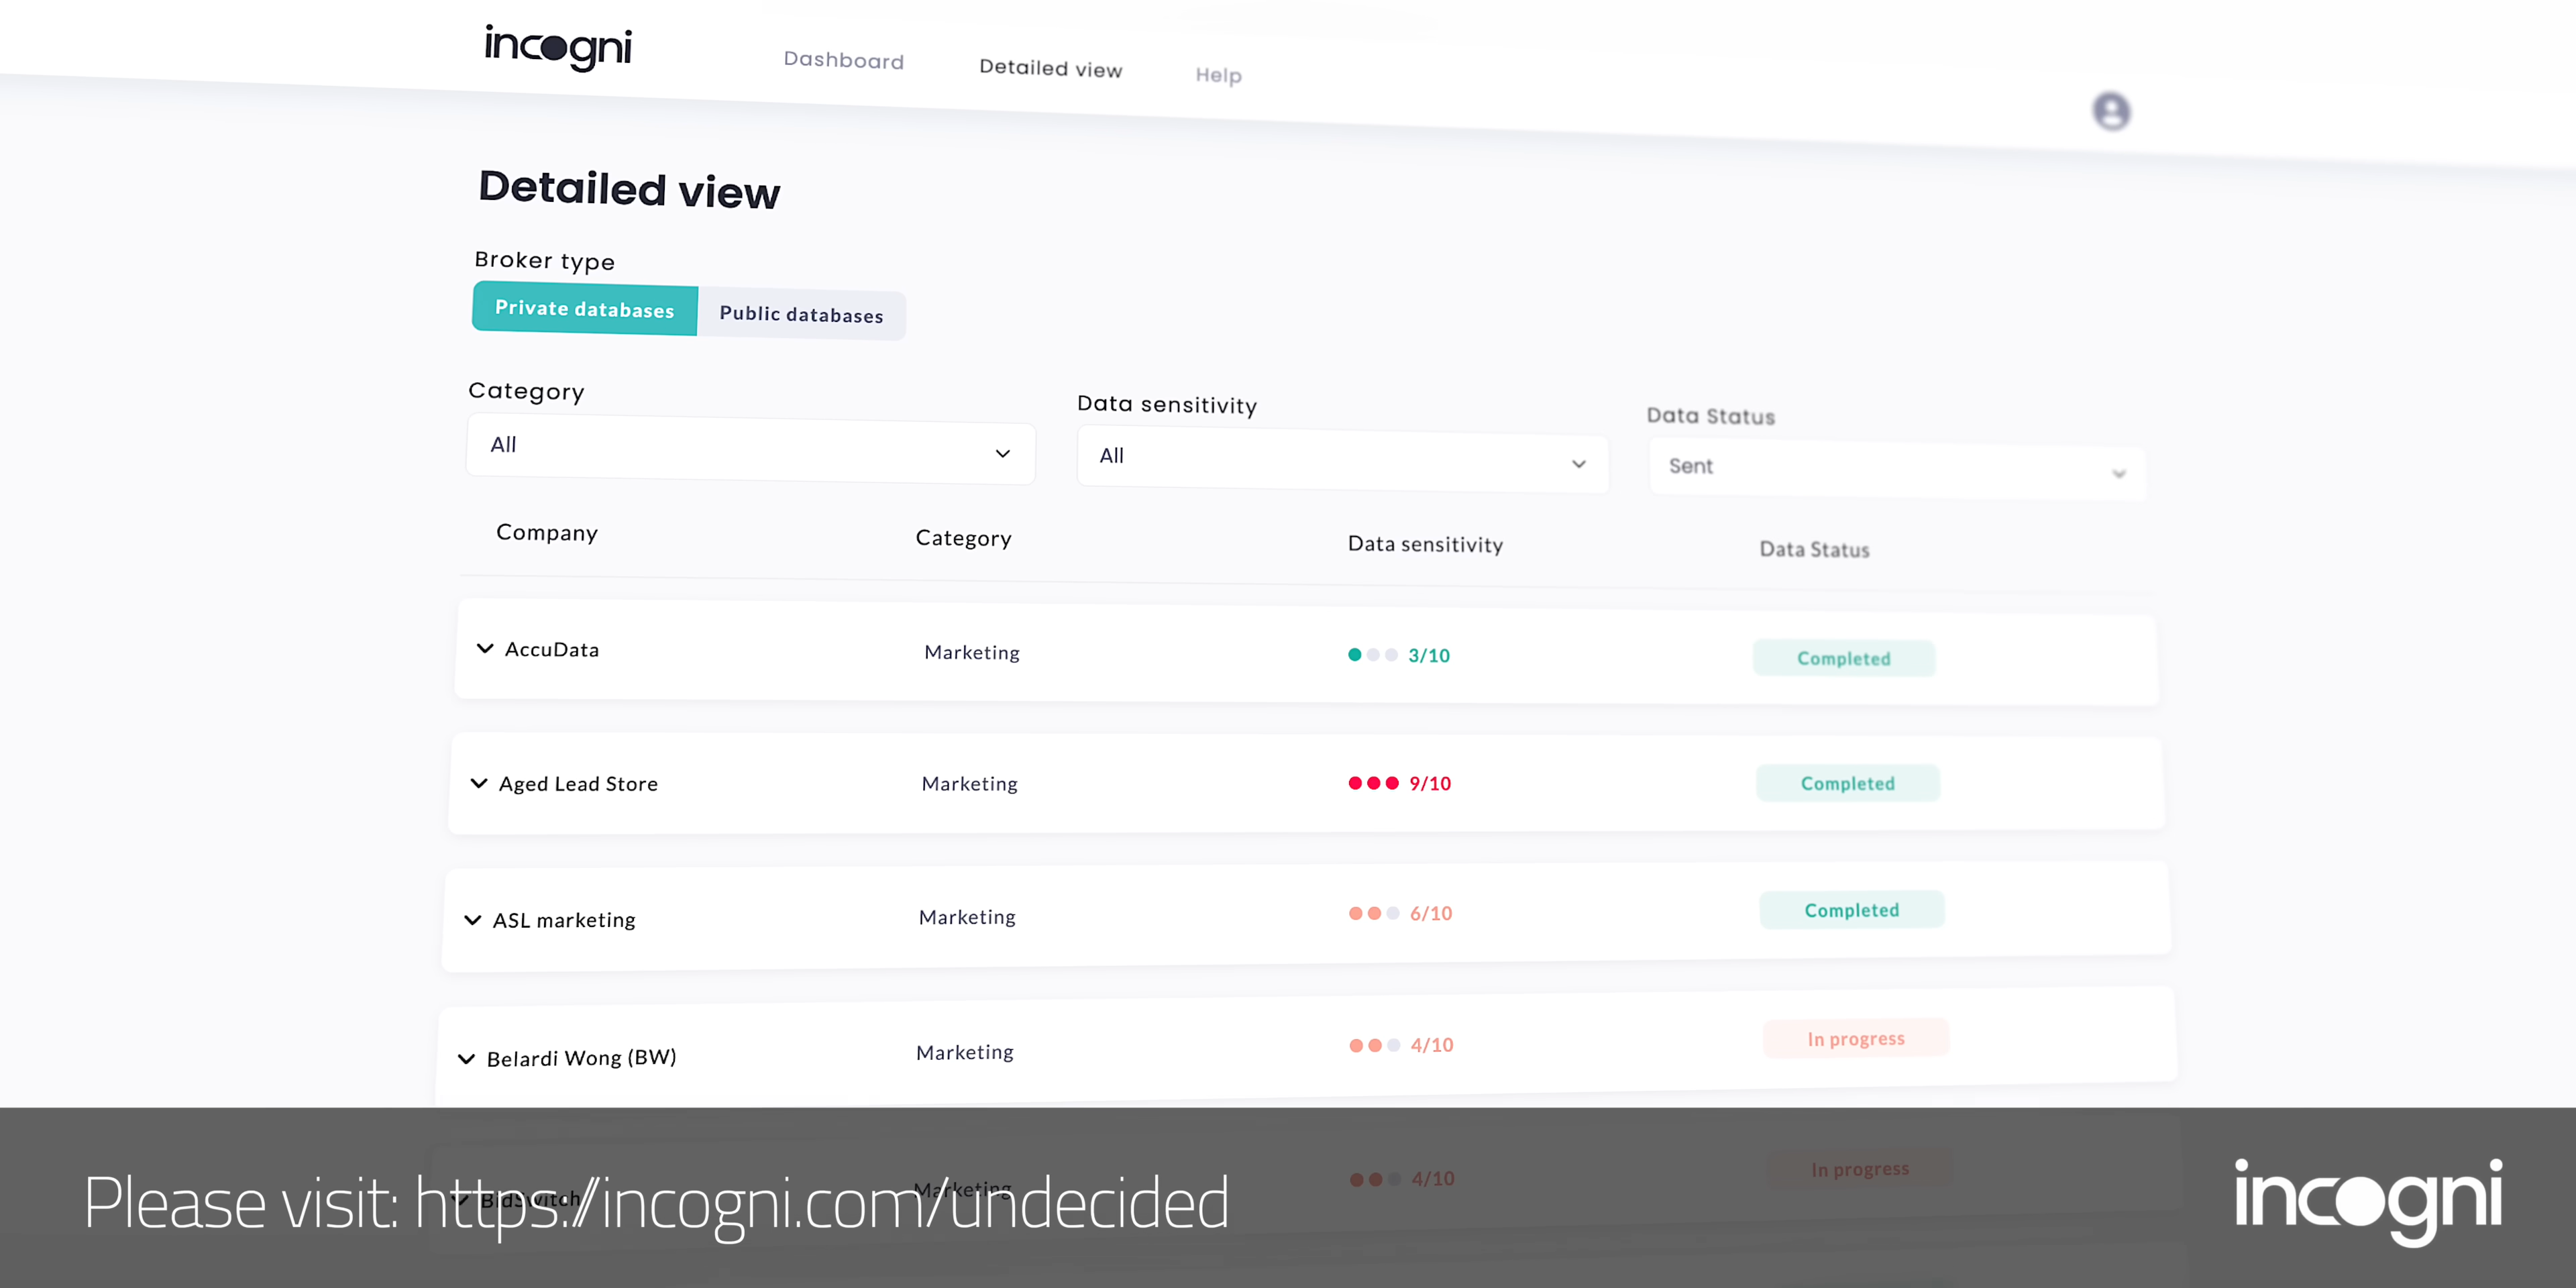 incogni
Dashboard Detailed view Help
Detailed view
Broker type
Private databases Public databases
Category Data sensitivity Data Status
All All Sent
Company Category Data sensitivity Data Status
AccuData Marketing 3/10 Completed
Aged Lead Store Marketing 9/10 Completed
ASL marketing Marketing 6/10 Completed
Belardi Wong (BW) Marketing 4/10 In progress
BidSwitch Marketing 4/10 In progress
Please visit: https://incogni.com/undecided
incogni